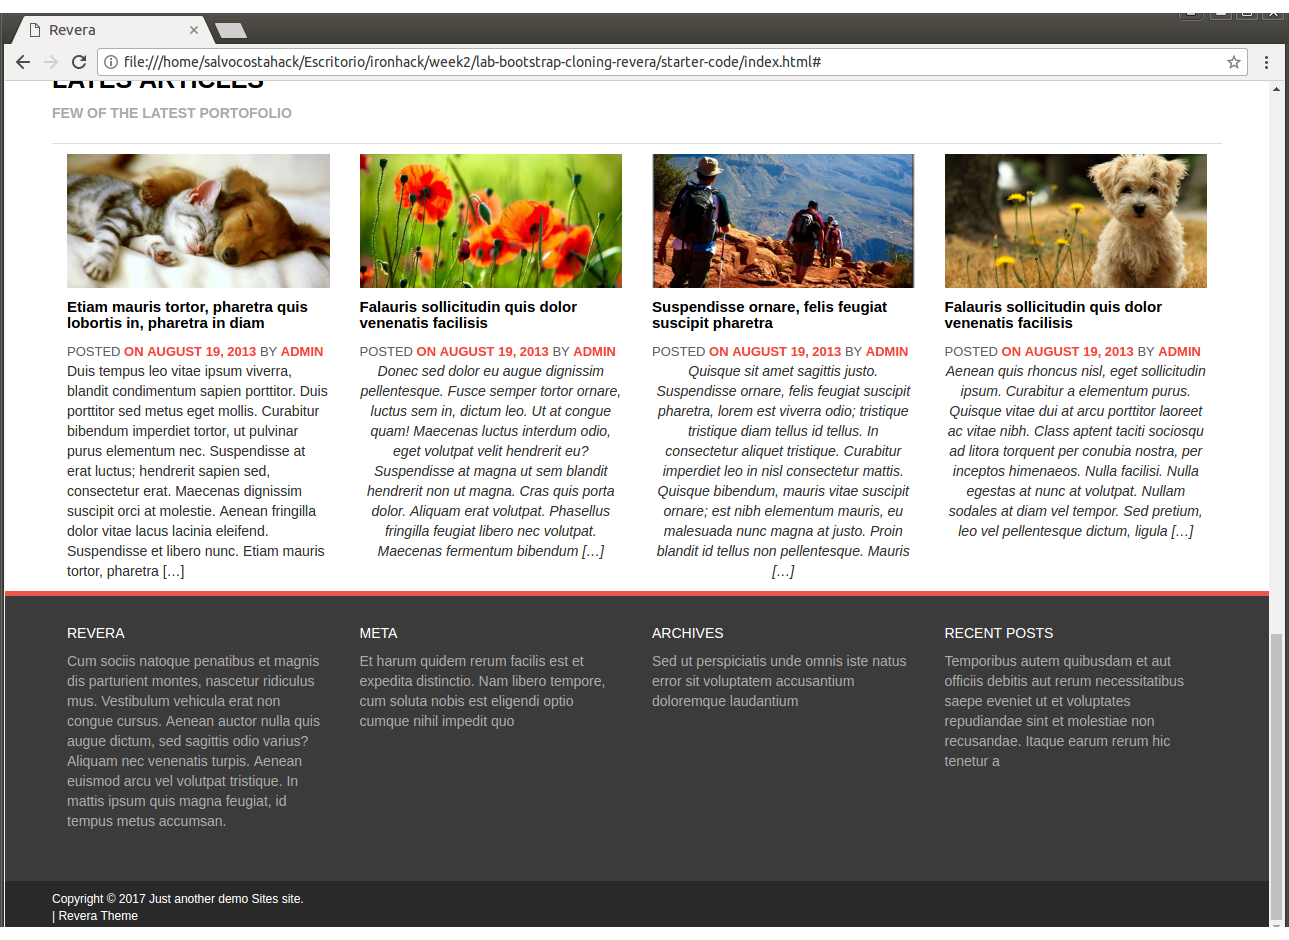 Revera
file:///home/salvocostahack/Escritorio/ironhack/week2/lab-bootstrap-cloning-revera/starter-code/index.html#
LATES ARTICLES
FEW OF THE LATEST PORTOFOLIO
Etiam mauris tortor, pharetra quis
lobortis in, pharetra in diam
POSTED ON AUGUST 19, 2013 BY ADMIN
Duis tempus leo vitae ipsum viverra,
blandit condimentum sapien porttitor. Duis
porttitor sed metus eget mollis. Curabitur
bibendum imperdiet tortor, ut pulvinar
purus elementum nec. Suspendisse at
erat luctus; hendrerit sapien sed,
consectetur erat. Maecenas dignissim
suscipit orci at molestie. Aenean fringilla
dolor vitae lacus lacinia eleifend.
Suspendisse et libero nunc. Etiam mauris
tortor, pharetra […]
Falauris sollicitudin quis dolor
venenatis facilisis
POSTED ON AUGUST 19, 2013 BY ADMIN
Donec sed dolor eu augue dignissim
pellentesque. Fusce semper tortor ornare,
luctus sem in, dictum leo. Ut at congue
quam! Maecenas luctus interdum odio,
eget volutpat velit hendrerit eu?
Suspendisse at magna ut sem blandit
hendrerit non ut magna. Cras quis porta
dolor. Aliquam erat volutpat. Phasellus
fringilla feugiat libero nec volutpat.
Maecenas fermentum bibendum […]
Suspendisse ornare, felis feugiat
suscipit pharetra
POSTED ON AUGUST 19, 2013 BY ADMIN
Quisque sit amet sagittis justo.
Suspendisse ornare, felis feugiat suscipit
pharetra, lorem est viverra odio; tristique
tristique diam tellus id tellus. In
consectetur aliquet tristique. Curabitur
imperdiet leo in nisl consectetur mattis.
Quisque bibendum, mauris vitae suscipit
ornare; est nibh elementum mauris, eu
malesuada nunc magna at justo. Proin
blandit id tellus non pellentesque. Mauris
[…]
Falauris sollicitudin quis dolor
venenatis facilisis
POSTED ON AUGUST 19, 2013 BY ADMIN
Aenean quis rhoncus nisl, eget sollicitudin
ipsum. Curabitur a elementum purus.
Quisque vitae dui at arcu porttitor laoreet
ac vitae nibh. Class aptent taciti sociosqu
ad litora torquent per conubia nostra, per
inceptos himenaeos. Nulla facilisi. Nulla
egestas at nunc at volutpat. Nullam
sodales at diam vel tempor. Sed pretium,
leo vel pellentesque dictum, ligula […]
REVERA
Cum sociis natoque penatibus et magnis
dis parturient montes, nascetur ridiculus
mus. Vestibulum vehicula erat non
congue cursus. Aenean auctor nulla quis
augue dictum, sed sagittis odio varius?
Aliquam nec venenatis turpis. Aenean
euismod arcu vel volutpat tristique. In
mattis ipsum quis magna feugiat, id
tempus metus accumsan.
META
Et harum quidem rerum facilis est et
expedita distinctio. Nam libero tempore,
cum soluta nobis est eligendi optio
cumque nihil impedit quo
ARCHIVES
Sed ut perspiciatis unde omnis iste natus
error sit voluptatem accusantium
doloremque laudantium
RECENT POSTS
Temporibus autem quibusdam et aut
officiis debitis aut rerum necessitatibus
saepe eveniet ut et voluptates
repudiandae sint et molestiae non
recusandae. Itaque earum rerum hic
tenetur a
Copyright © 2017 Just another demo Sites site.
| Revera Theme